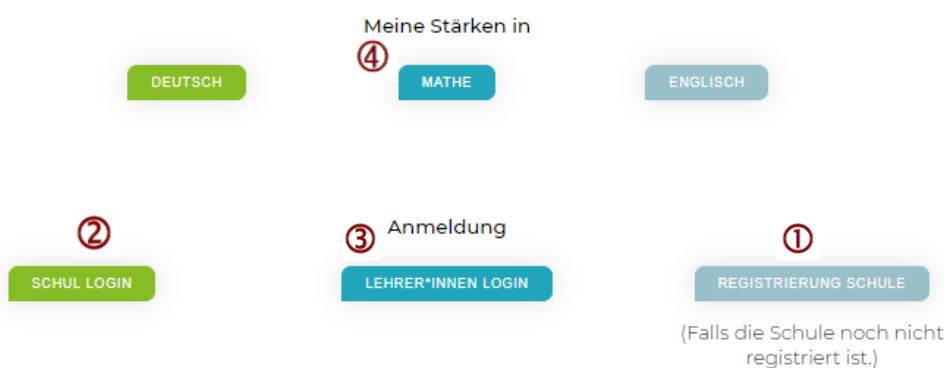 Meine Stärken in
④
DEUTSCH MATHE ENGLISCH
② ③ Anmeldung ①
SCHUL LOGIN LEHRER*INNEN LOGIN REGISTRIERUNG SCHULE
(Falls die Schule noch nicht
registriert ist.)